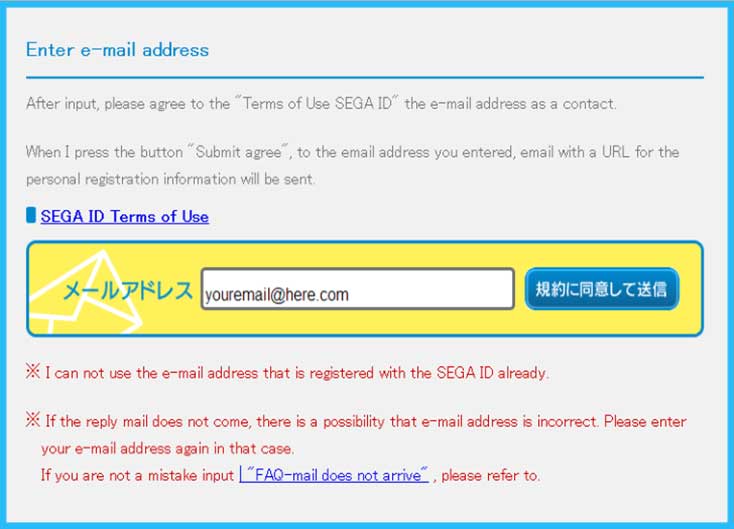 Enter e-mail address
After input, please agree to the "Terms of Use SEGA ID" the e-mail address as a contact.
When I press the button "Submit agree", to the email address you entered, email with a URL for the
personal registration information will be sent.
SEGA ID Terms of Use
メールアドレス youremail@here.com 規約に同意して送信
※ I can not use the e-mail address that is registered with the SEGA ID already.
※ If the reply mail does not come, there is a possibility that e-mail address is incorrect. Please enter
your e-mail address again in that case.
If you are not a mistake input | "FAQ-mail does not arrive" , please refer to.